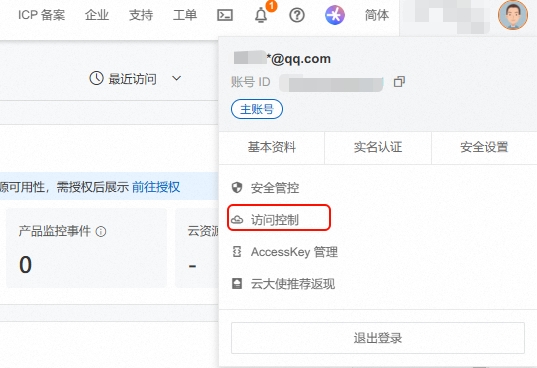 ICP 备案 企业 支持 工单 1 简体
*@qq.com
账号 ID
主账号
最近访问
基本资料 实名认证 安全设置
源可用性，需授权后展示 前往授权
安全管控
访问控制
AccessKey 管理
云大使推荐返现
产品监控事件 云资源
0 -
退出登录